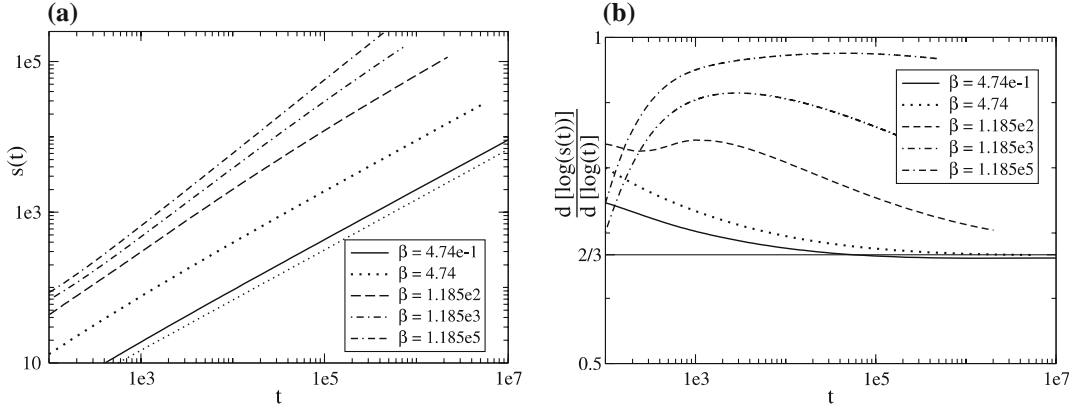 (a)
1e5
1e3
10
s(t)
1e3
1e5
1e7
t
β = 4.74e-1
β = 4.74
β = 1.185e2
β = 1.185e3
β = 1.185e5
(b)
1
2/3
0.5
d [log(s(t))]
d [log(t)]
1e3
1e5
1e7
t
β = 4.74e-1
β = 4.74
β = 1.185e2
β = 1.185e3
β = 1.185e5